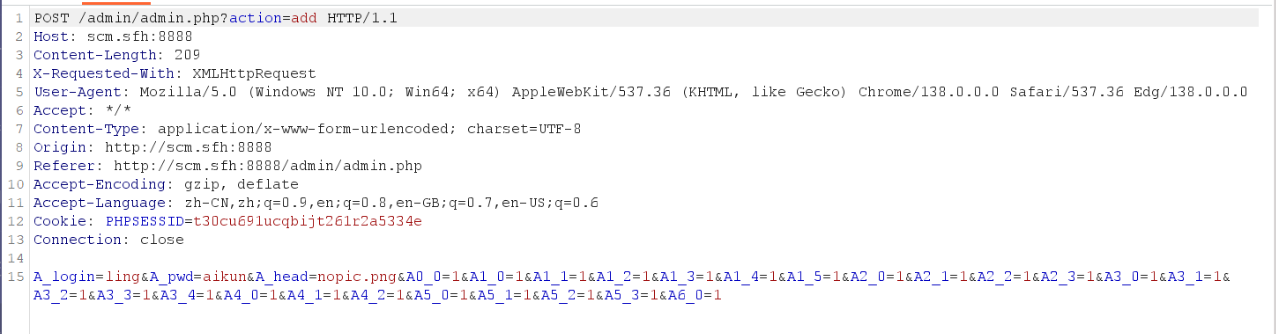 1 POST /admin/admin.php?action=add HTTP/1.1
2 Host: scm.sfh:8888
3 Content-Length: 209
4 X-Requested-With: XMLHttpRequest
5 User-Agent: Mozilla/5.0 (Windows NT 10.0; Win64; x64) AppleWebKit/537.36 (KHTML, like Gecko) Chrome/138.0.0.0 Safari/537.36 Edg/138.0.0.0
6 Accept: */*
7 Content-Type: application/x-www-form-urlencoded; charset=UTF-8
8 Origin: http://scm.sfh:8888
9 Referer: http://scm.sfh:8888/admin/admin.php
10 Accept-Encoding: gzip, deflate
11 Accept-Language: zh-CN,zh;q=0.9,en;q=0.8,en-GB;q=0.7,en-US;q=0.6
12 Cookie: PHPSESSID=t30cu691ucqbijt261r2a5334e
13 Connection: close
14
15 A_login=ling&A_pwd=aikun&A_head=nopic.png&A0_0=1&A1_0=1&A1_1=1&A1_2=1&A1_3=1&A1_4=1&A1_5=1&A2_0=1&A2_1=1&A2_2=1&A2_3=1&A3_0=1&A3_1=1&
A3_2=1&A3_3=1&A3_4=1&A4_0=1&A4_1=1&A4_2=1&A5_0=1&A5_1=1&A5_2=1&A5_3=1&A6_0=1